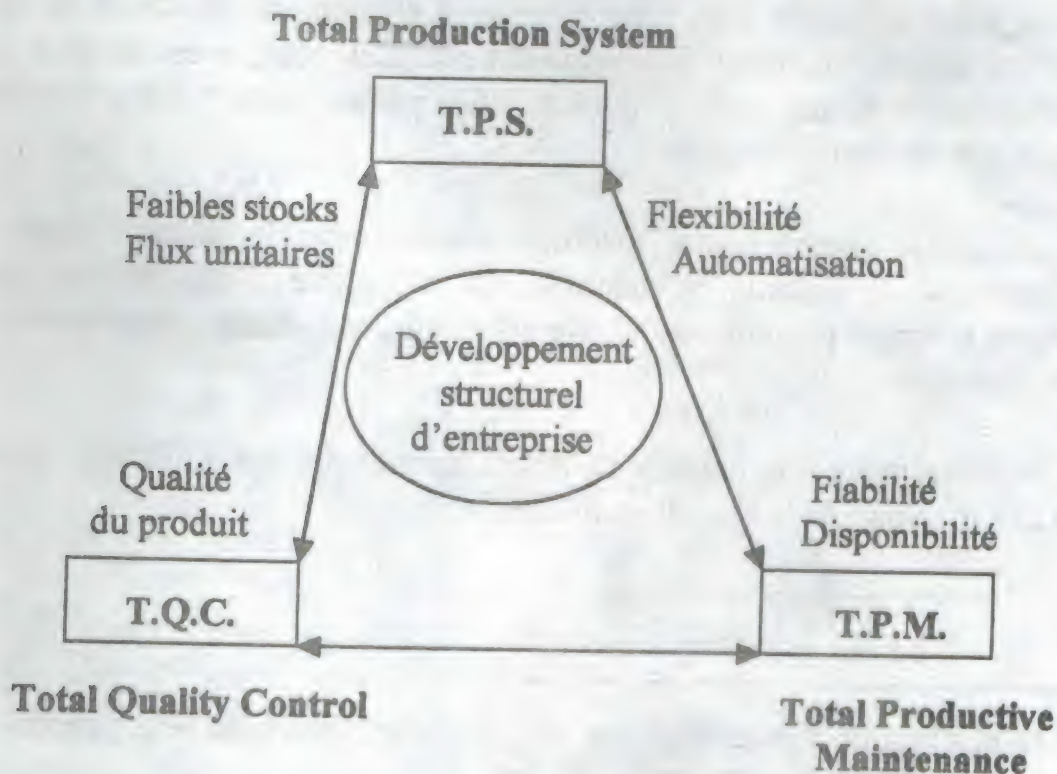 Total Production System
T.P.S.
Faibles stocks
Flux unitaires
Flexibilité
Automatisation
Développement
structurel
d'entreprise
Qualité
du produit
Fiabilité
Disponibilité
T.Q.C.
T.P.M.
Total Quality Control
Total Productive
Maintenance